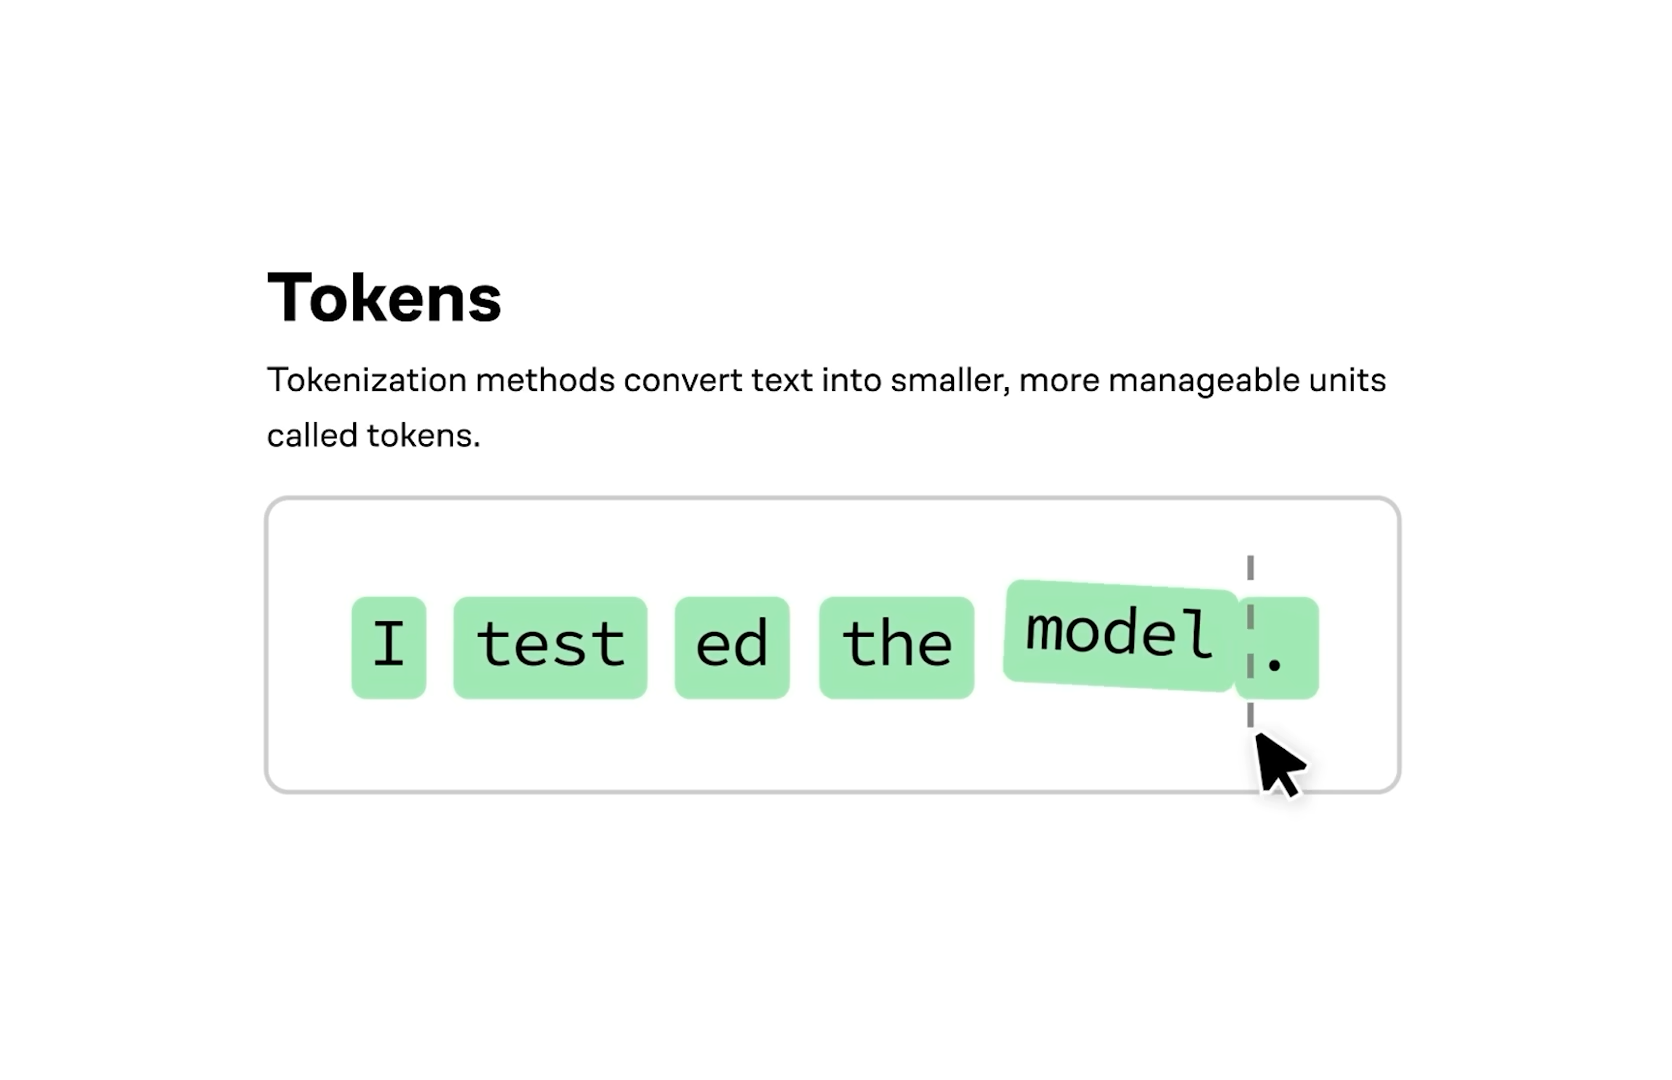 Tokens
Tokenization methods convert text into smaller, more manageable units
called tokens.
I test ed the model .